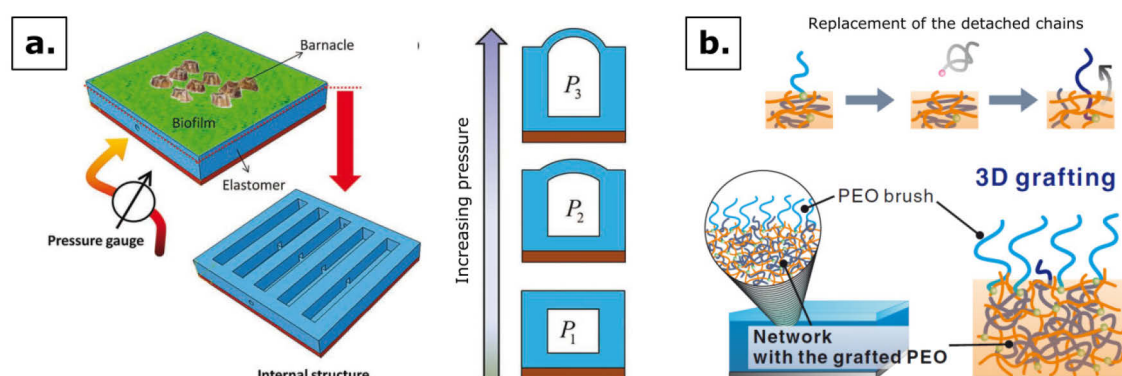 a.
Barnacle
Biofilm
Elastomer
Pressure gauge
Internal structure
Increasing pressure
P3
P2
P1
b.
Replacement of the detached chains
3D grafting
PEO brush
Network
with the grafted PEO